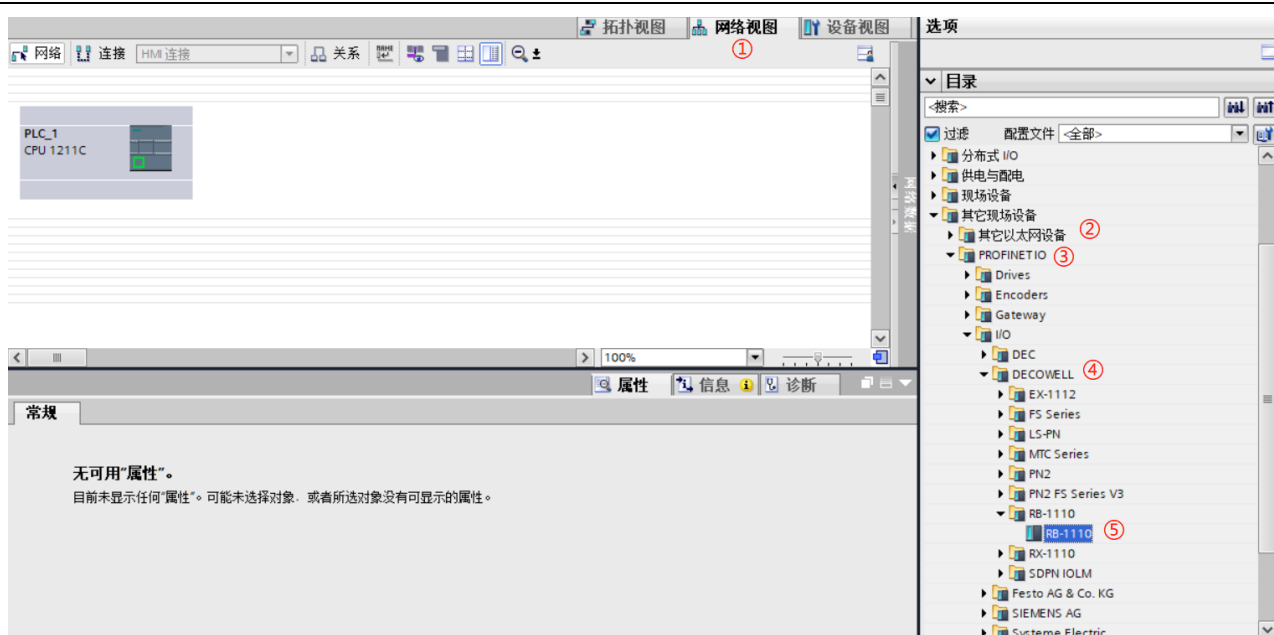 拓扑视图 网络视图 设备视图 选项
①
网络 连接 HMI 连接 关系
目录
<搜索>
过滤 配置文件 <全部>
PLC_1
CPU 1211C
分布式 I/O
供电与配电
现场设备
其它现场设备
其它以太网设备 ②
PROFINET IO ③
Drives
Encoders
Gateway
I/O
DEC
DECOWELL ④
EX-1112
FS Series
LS-PN
MTC Series
PN2
PN2 FS Series V3
RB-1110
RB-1110 ⑤
RX-1110
SDPN IOLM
Festo AG & Co. KG
SIEMENS AG
Systeme Electric
100%
属性 信息 诊断
常规
无可用“属性”。
目前未显示任何“属性”。可能未选择对象，或者所选对象没有可显示的属性。